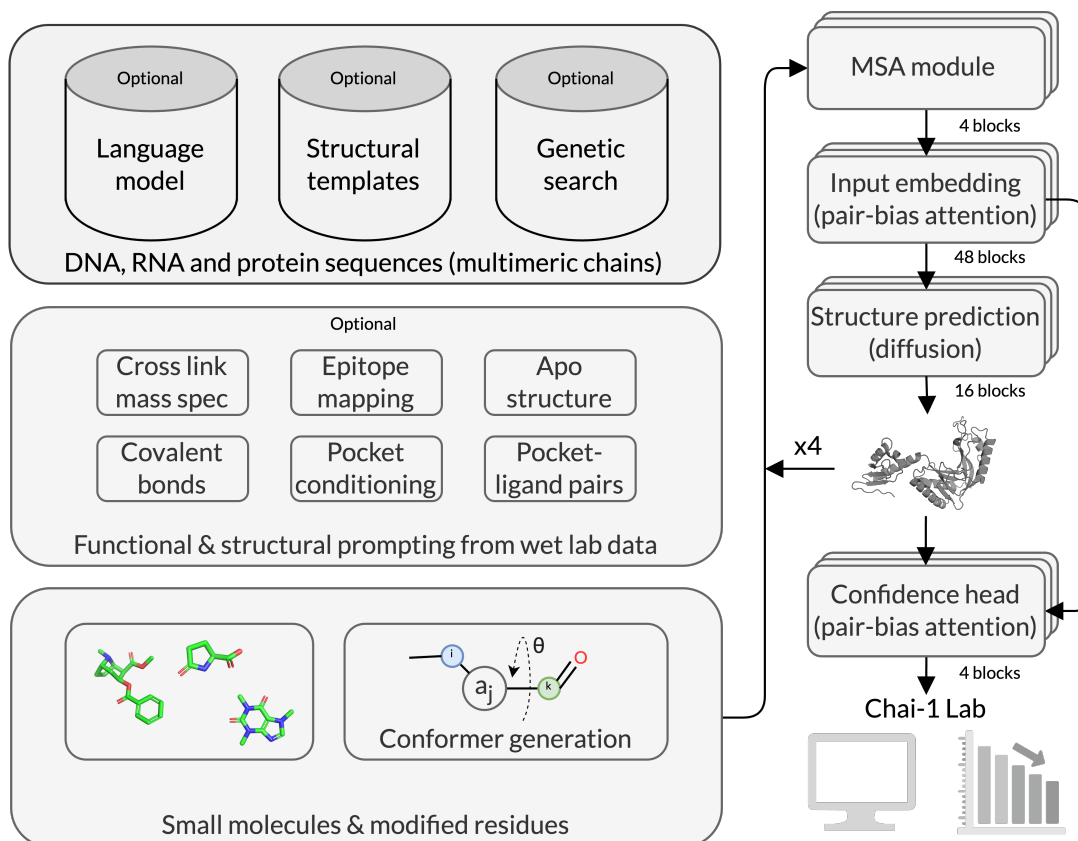 Optional
Language
model
Optional
Structural
templates
Optional
Genetic
search
DNA, RNA and protein sequences (multimeric chains)
Optional
Cross link
mass spec
Epitope
mapping
Apo
structure
Covalent
bonds
Pocket
conditioning
Pocket-
ligand pairs
Functional & structural prompting from wet lab data
i
a
j
k
O
θ
Conformer generation
Small molecules & modified residues
MSA module
4 blocks
Input embedding
(pair-bias attention)
48 blocks
Structure prediction
(diffusion)
16 blocks
x4
Confidence head
(pair-bias attention)
4 blocks
Chai-1 Lab